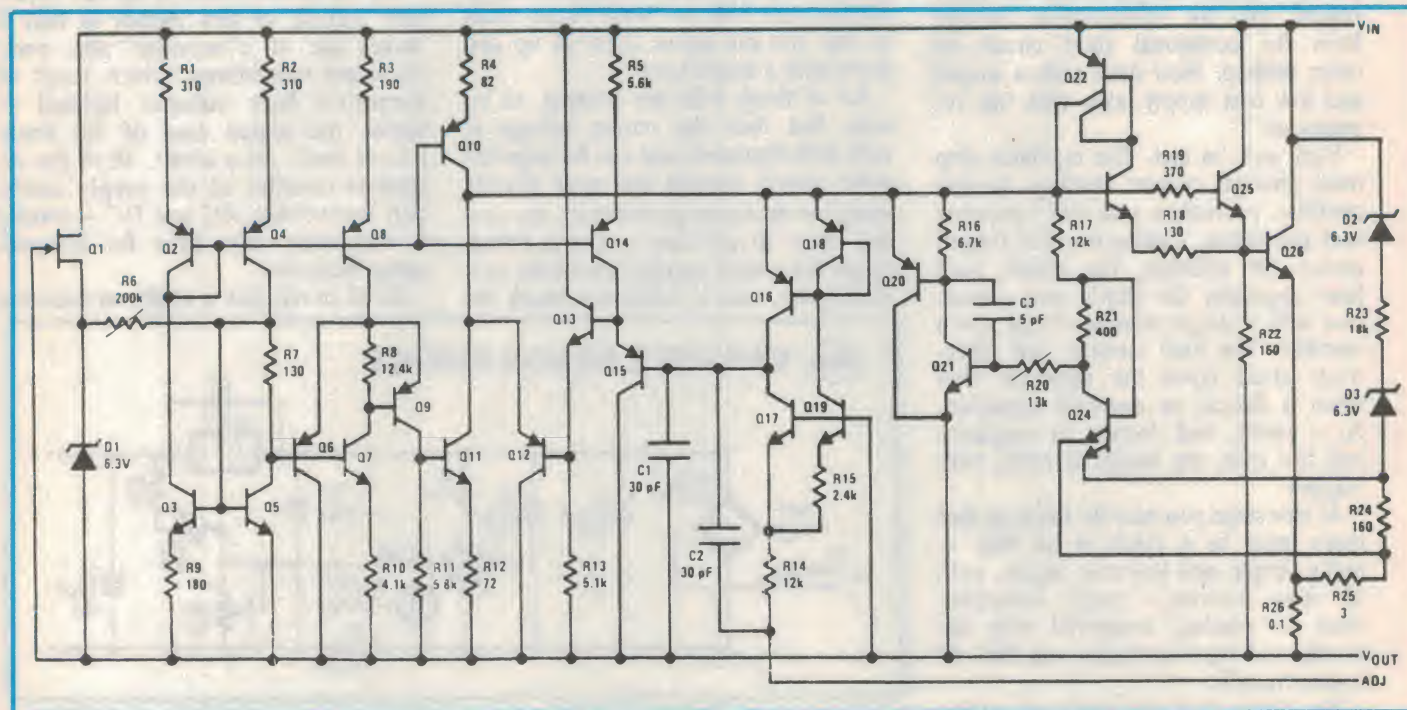 VIN
R1
310
R2
310
R3
190
R4
82
R5
5.6k
Q22
Q10
R19
370
Q25
Q1
Q2
Q4
Q8
Q14
Q18
R16
6.7k
R17
12k
R18
130
Q26
D2
6.3V
R6
200k
Q13
Q16
Q20
C3
5 pF
R21
400
R23
18k
R7
130
R8
12.4k
Q15
Q21
R20
13k
R22
160
D1
6.3V
Q9
Q17
Q19
Q24
D3
6.3V
Q6
Q7
Q11
Q12
C1
30 pF
R15
2.4k
Q3
Q5
R24
160
R9
180
R10
4.1k
R11
5.8k
R12
72
R13
5.1k
C2
30 pF
R14
12k
R26
0.1
R25
3
VOUT
ADJ